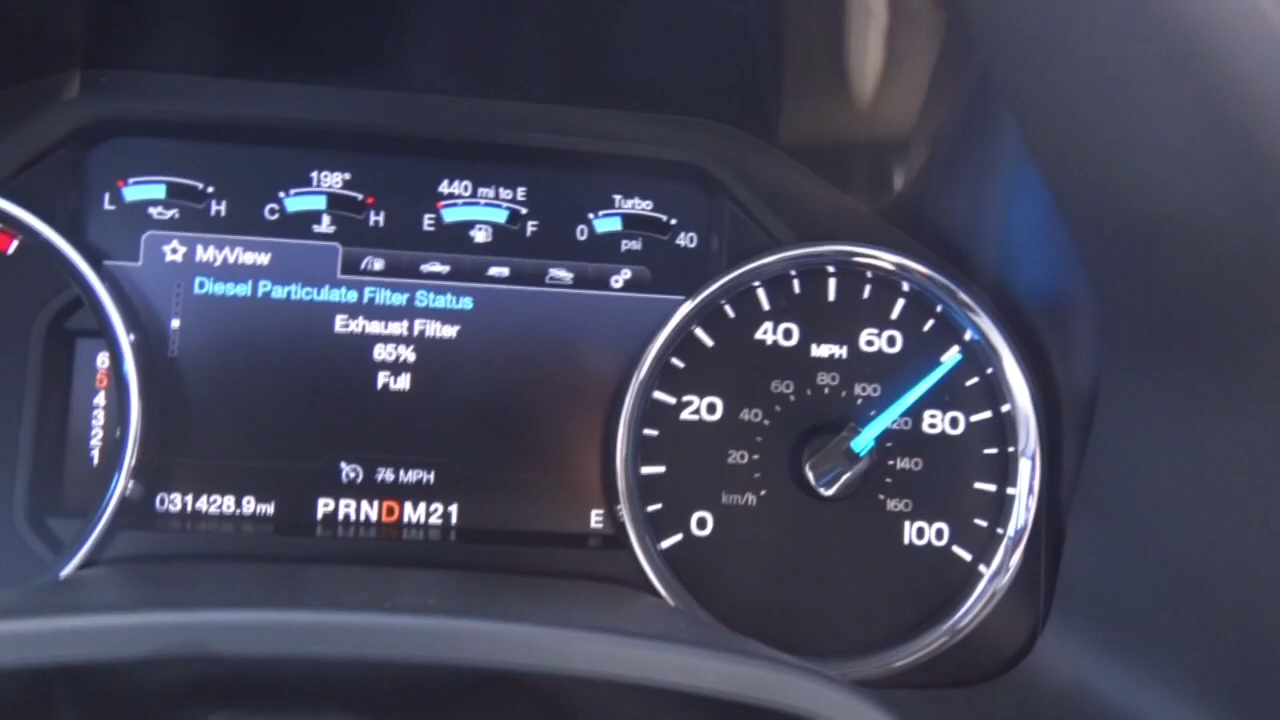 198°
440 mi to E
Turbo
L H
C H
E F
0 psi 40
MyView
Diesel Particulate Filter Status
Exhaust Filter
65%
Full
75 MPH
031428.9mi
PRNDM21
E
6
5
4
3
2
1
0
20
40
60
80
100
MPH
km/h
20
40
60
80
100
120
140
160